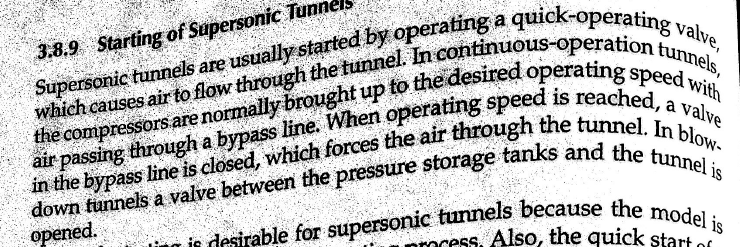 3.8.9 Starting of Supersonic Tunnels
Supersonic tunnels are usually started by operating a quick-operating valve,
which causes air to flow through the tunnel. In continuous-operation tunnels,
the compressors are normally brought up to the desired operating speed with
air passing through a bypass line. When operating speed is reached, a valve
in the bypass line is closed, which forces the air through the tunnel. In blow-
down tunnels a valve between the pressure storage tanks and the tunnel is
opened.
is desirable for supersonic tunnels because the model is
process. Also, the quick start of